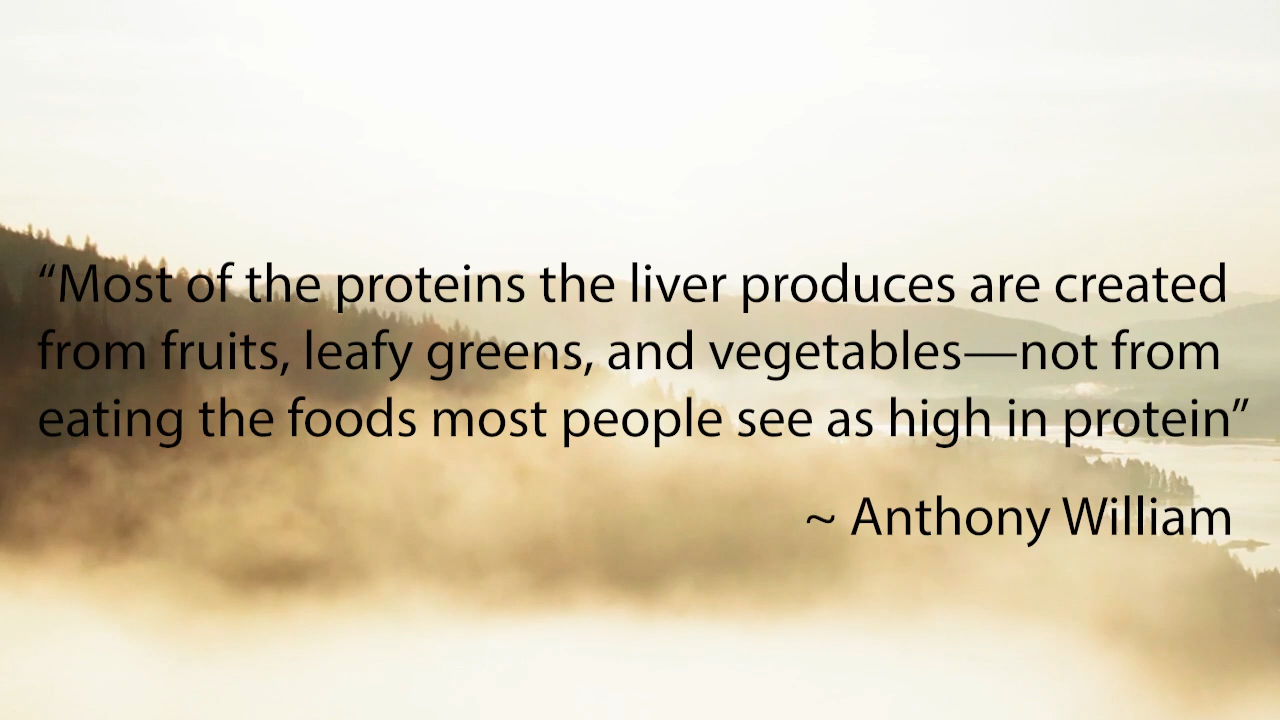 “Most of the proteins the liver produces are created
from fruits, leafy greens, and vegetables—not from
eating the foods most people see as high in protein”
~ Anthony William